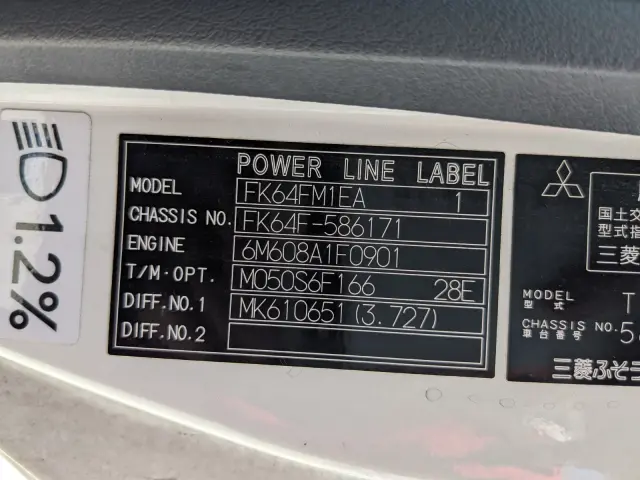 1.2%
POWER LINE LABEL
MODEL FK64FM1EA 1
CHASSIS NO. FK64F-586171
ENGINE 6M608A1F0901
T/M·OPT. M050S6F166 28E
DIFF.NO.1 MK610651(3.727)
DIFF.NO.2
国土交
型式指
三菱
MODEL
型式
CHASSIS NO.
車台番号
三菱ふそう